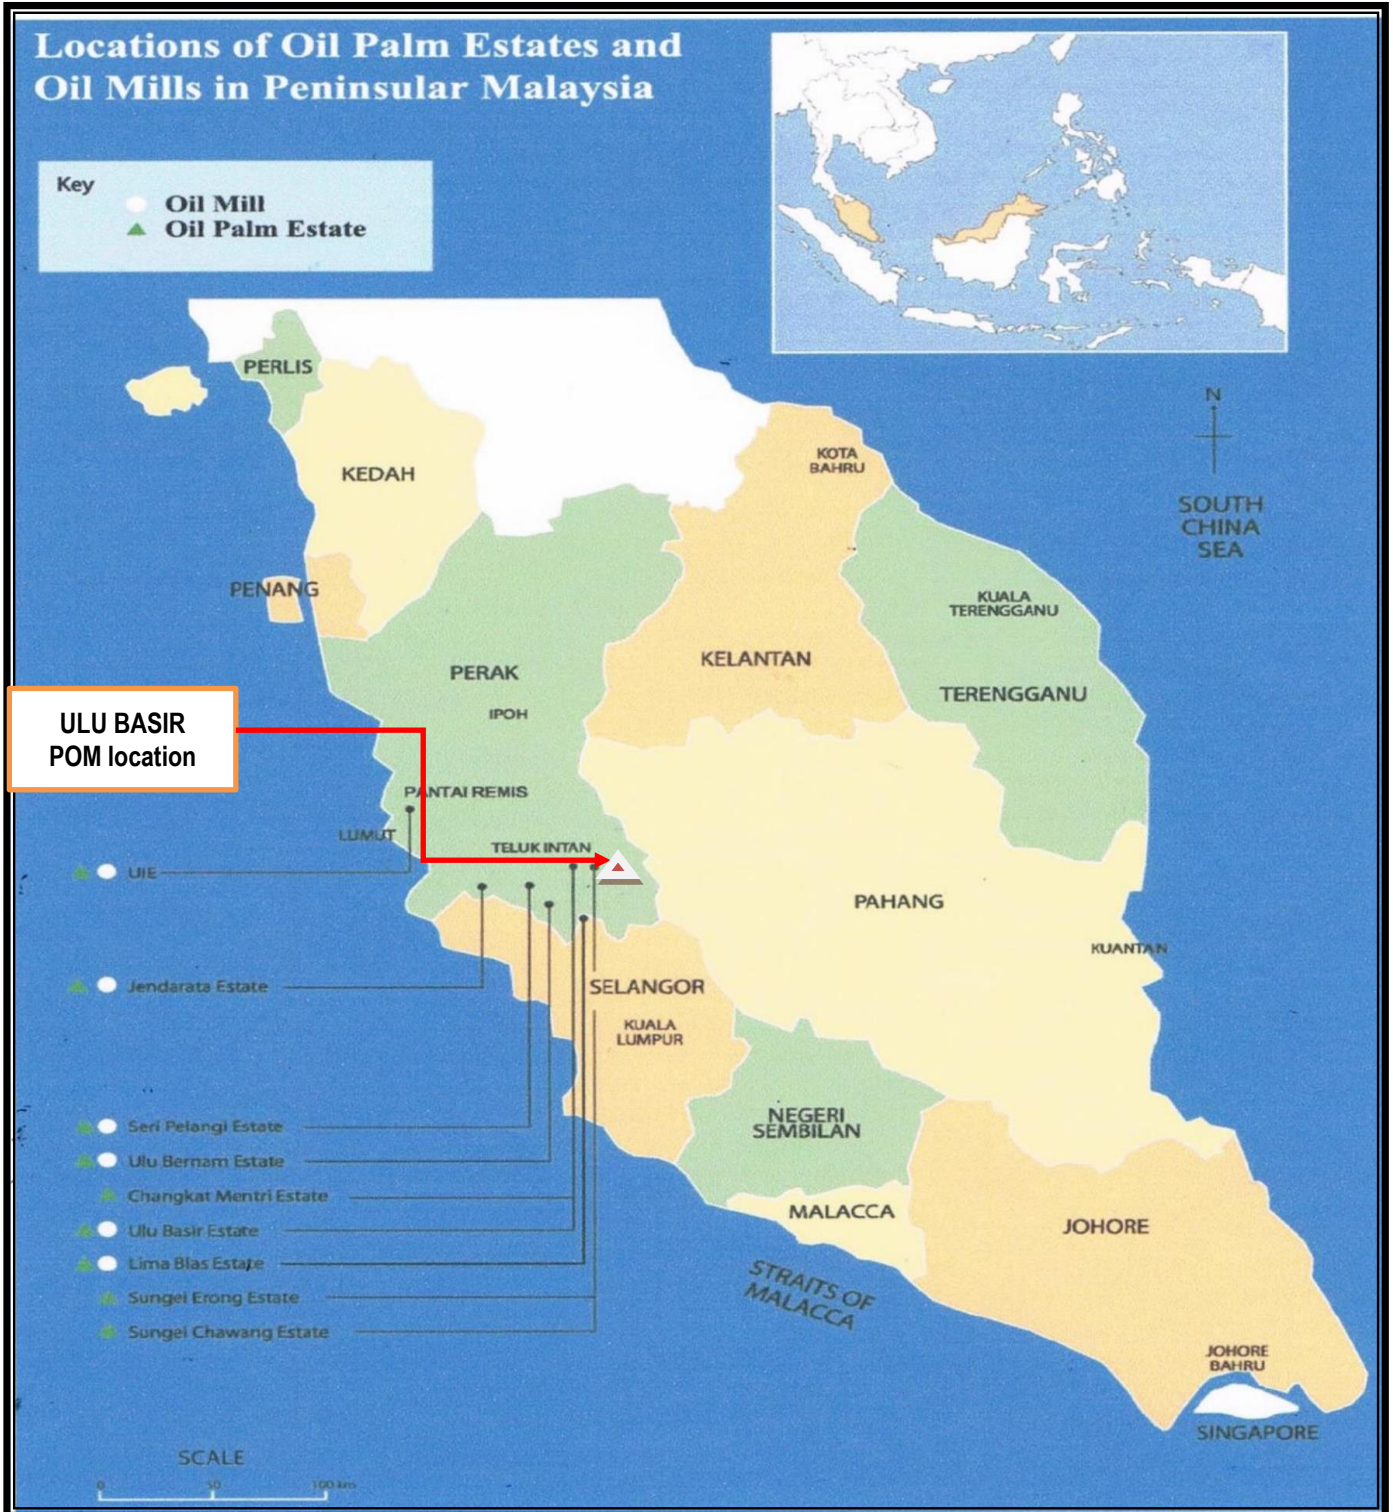 Locations of Oil Palm Estates and
Oil Mills in Peninsular Malaysia
Key
Oil Mill
Oil Palm Estate
PERLIS
KEDAH
KOTA
BAHRU
N
SOUTH
CHINA
SEA
PENANG
KUALA
TERENGGANU
PERAK
KELANTAN
TERENGGANU
IPOH
ULU BASIR
POM location
PANTAI REMIS
LUMUT
TELUK INTAN
UIE
PAHANG
KUANTAN
Jendarata Estate
SELANGOR
KUALA
LUMPUR
Seri Pelangi Estate
Ulu Bernam Estate
Changkat Mentri Estate
Ulu Basir Estate
Lima Blas Estate
Sungei Erong Estate
Sungei Chawang Estate
NEGERI
SEMBILAN
MALACCA
JOHORE
STRAITS OF
MALACCA
JOHORE
BAHRU
SINGAPORE
SCALE
0 50 100 km